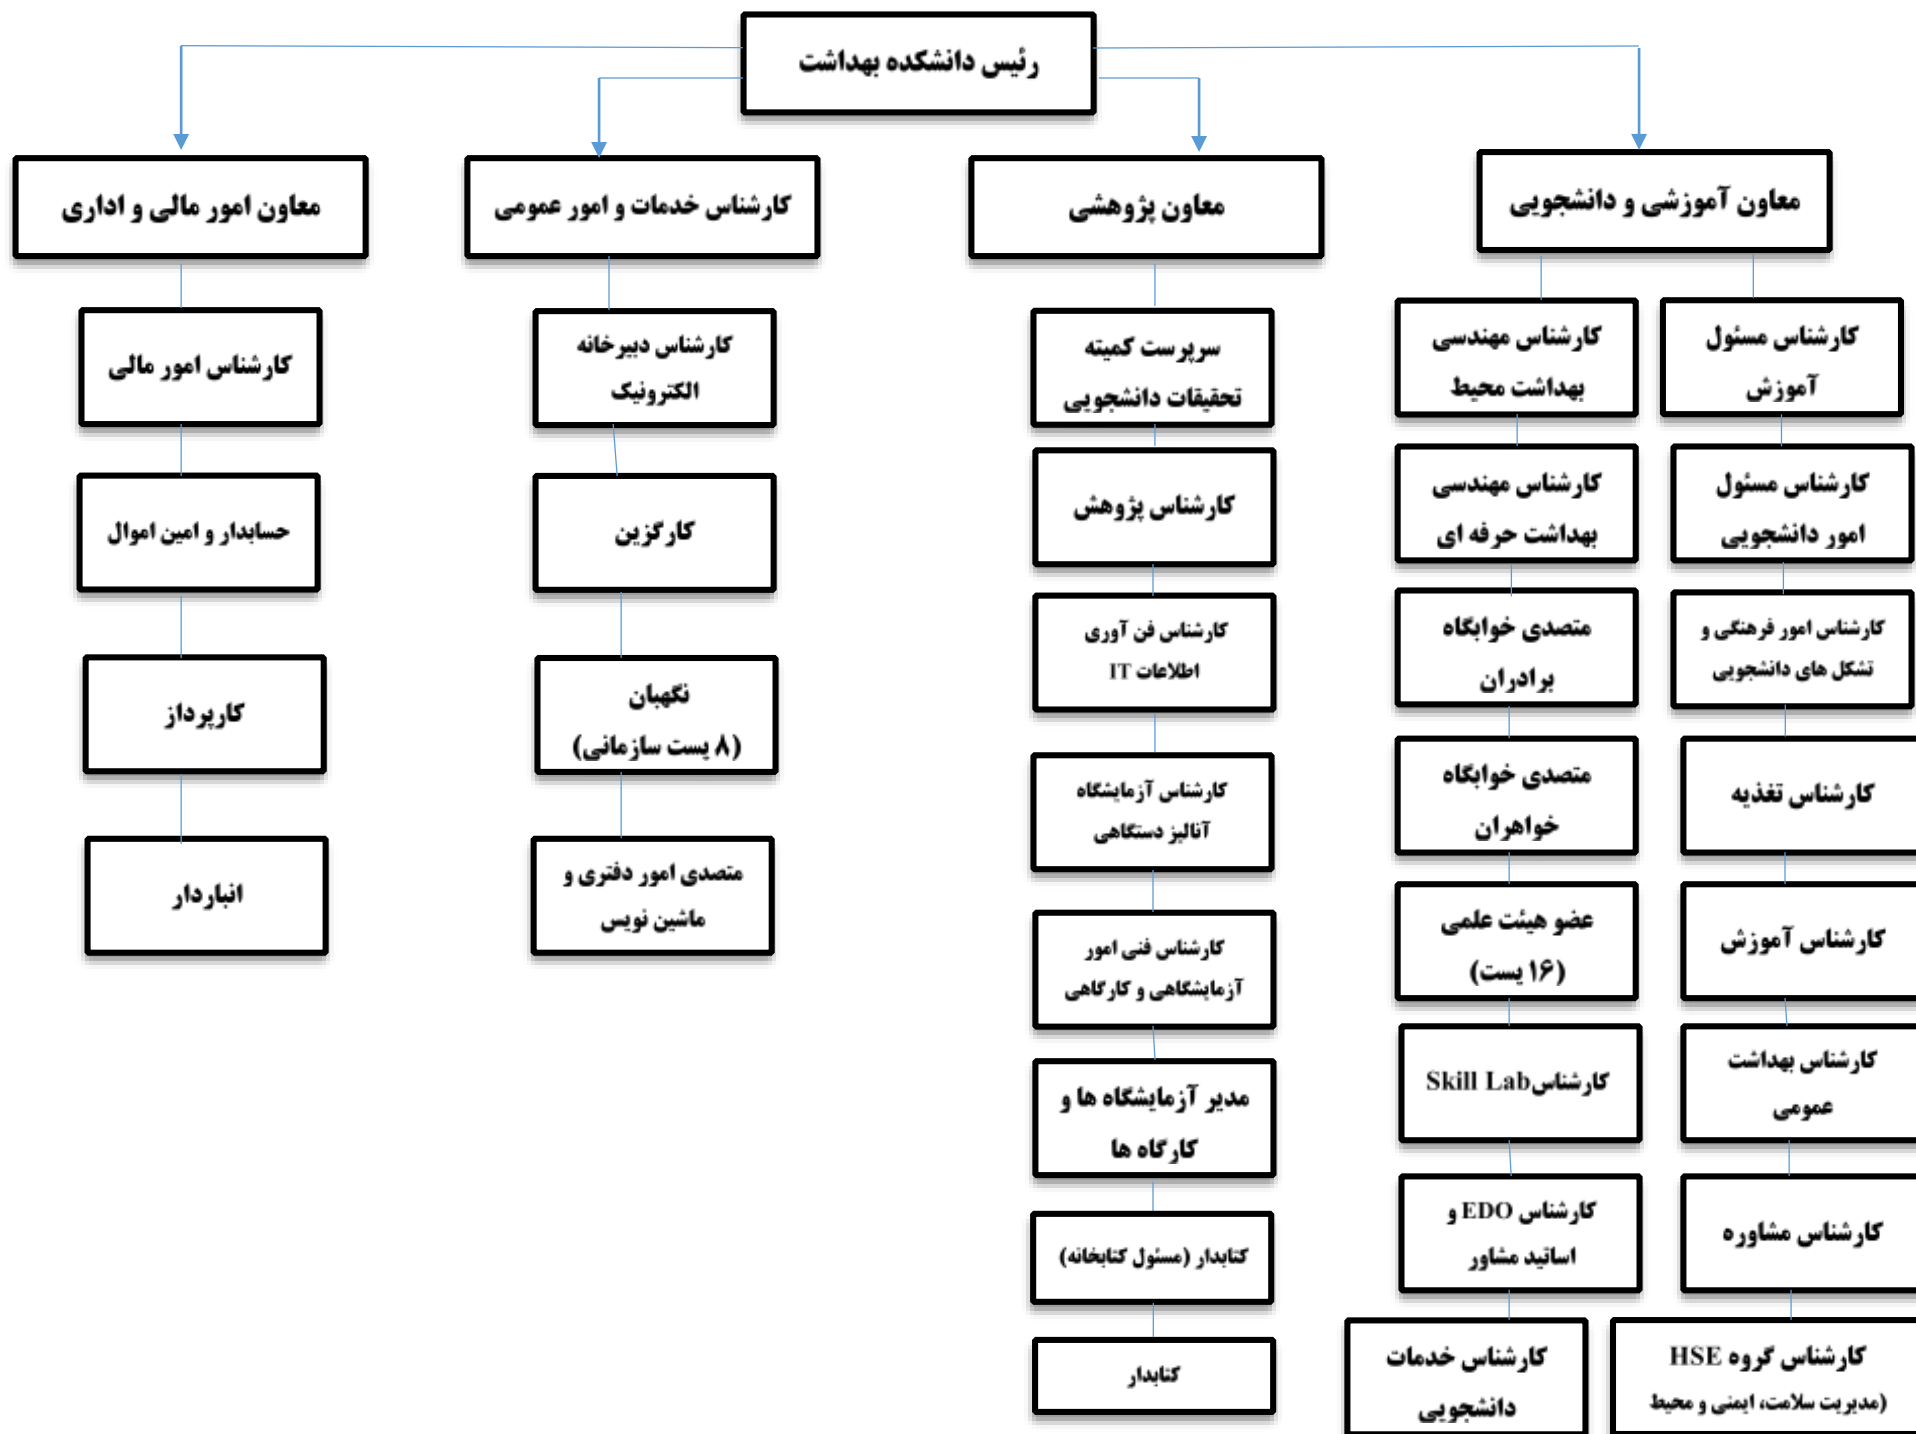 رئیس دانشکده بهداشت
معاون آموزشی و دانشجویی
معاون پژوهشی
کارشناس خدمات و امور عمومی
معاون امور مالی و اداری
کارشناس مسئول
آموزش
کارشناس مسئول
امور دانشجویی
کارشناس امور فرهنگی و
تشکل های دانشجویی
کارشناس تغذیه
کارشناس آموزش
کارشناس بهداشت
عمومی
کارشناس مشاوره
کارشناس گروه HSE
(مدیریت سلامت، ایمنی و محیط
کارشناس مهندسی
بهداشت محیط
کارشناس مهندسی
بهداشت حرفه ای
متصدی خوابگاه
برادران
متصدی خوابگاه
خواهران
عضو هیئت علمی
(۱۶ پست)
کارشناس Skill Lab
کارشناس EDO و
اساتید مشاور
کارشناس خدمات
دانشجویی
سرپرست کمیته
تحقیقات دانشجویی
کارشناس پژوهش
کارشناس فن آوری
اطلاعات IT
کارشناس آزمایشگاه
آنالیز دستگاهی
کارشناس فنی امور
آزمایشگاهی و کارگاهی
مدیر آزمایشگاه ها و
کارگاه ها
کتابدار (مسئول کتابخانه)
کتابدار
کارشناس دبیرخانه
الکترونیک
کارگزین
نگهبان
(۸ پست سازمانی)
متصدی امور دفتری و
ماشین نویس
کارشناس امور مالی
حسابدار و امین اموال
کارپرداز
انباردار